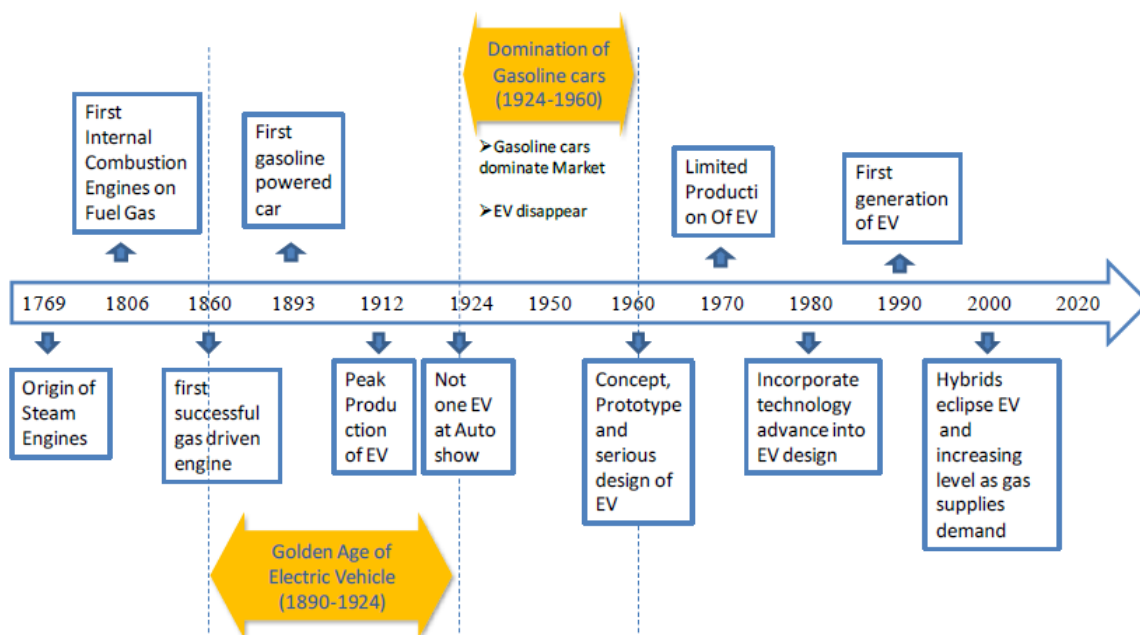 Domination of
Gasoline cars
(1924-1960)
First
Internal
Combustion
Engines on
Fuel Gas
First
gasoline
powered
car
➢Gasoline cars
dominate Market
➢EV disappear
Limited
Producti
on Of EV
First
generation
of EV
1769 1806 1860 1893 1912 1924 1950 1960 1970 1980 1990 2000 2020
Origin of
Steam
Engines
first
successful
gas driven
engine
Peak
Produ
ction
of EV
Not
one EV
at Auto
show
Concept,
Prototype
and
serious
design of
EV
Incorporate
technology
advance into
EV design
Hybrids
eclipse EV
and
increasing
level as gas
supplies
demand
Golden Age of
Electric Vehicle
(1890-1924)